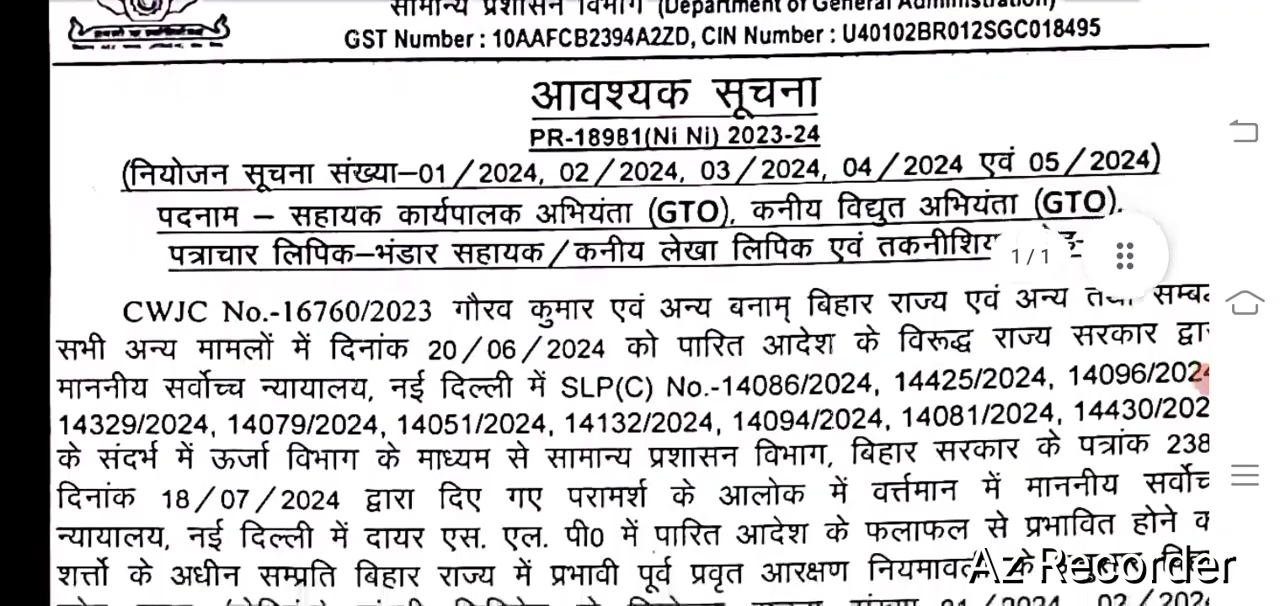 सामान्य प्रशासन विभाग (Department of General Administration)
GST Number : 10AAFCB2394A2ZD, CIN Number : U40102BR012SGC018495
आवश्यक सूचना
PR-18981(Ni Ni) 2023-24
(नियोजन सूचना संख्या–01/2024, 02/2024, 03/2024, 04/2024 एवं 05/2024)
पदनाम – सहायक कार्यपालक अभियंता (GTO), कनीय विद्युत अभियंता (GTO),
पत्राचार लिपिक–भंडार सहायक/कनीय लेखा लिपिक एवं
1/1
CWJC No.-16760/2023 गौरव कुमार एवं अन्य बनाम् बिहार राज्य एवं अन्य
सभी अन्य मामलों में दिनांक 20/06/2024 को पारित आदेश के विरूद्ध राज्य सरकार
माननीय सर्वोच्च न्यायालय, नई दिल्ली में SLP(C) No.-14086/2024, 14425/2024,
14329/2024, 14079/2024, 14051/2024, 14132/2024, 14094/2024, 14081/2024,
के संदर्भ में ऊर्जा विभाग के माध्यम से सामान्य प्रशासन विभाग, बिहार सरकार के पत्रांक
दिनांक 18/07/2024 द्वारा दिए गए परामर्श के आलोक में वर्त्तमान में माननीय
न्यायालय, नई दिल्ली में दायर एस. एल. पी0 में पारित आदेश के फलाफल से प्रभावित होने
शर्त्तो के अधीन सम्प्रति बिहार राज्य में प्रभावी पूर्व प्रवृत आरक्षण
Az Recorder